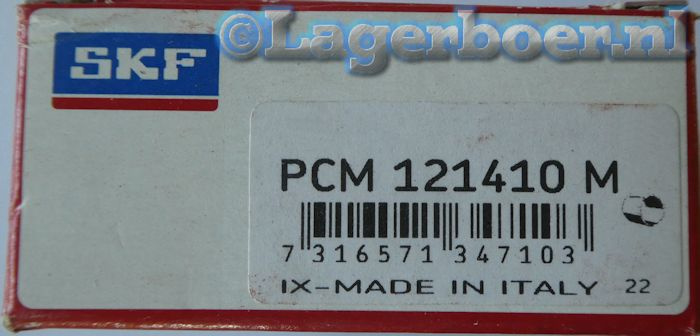 ©Lagerboer.nl
SKF
PCM 121410 M
7 316571 347103
IX-MADE IN ITALY 22